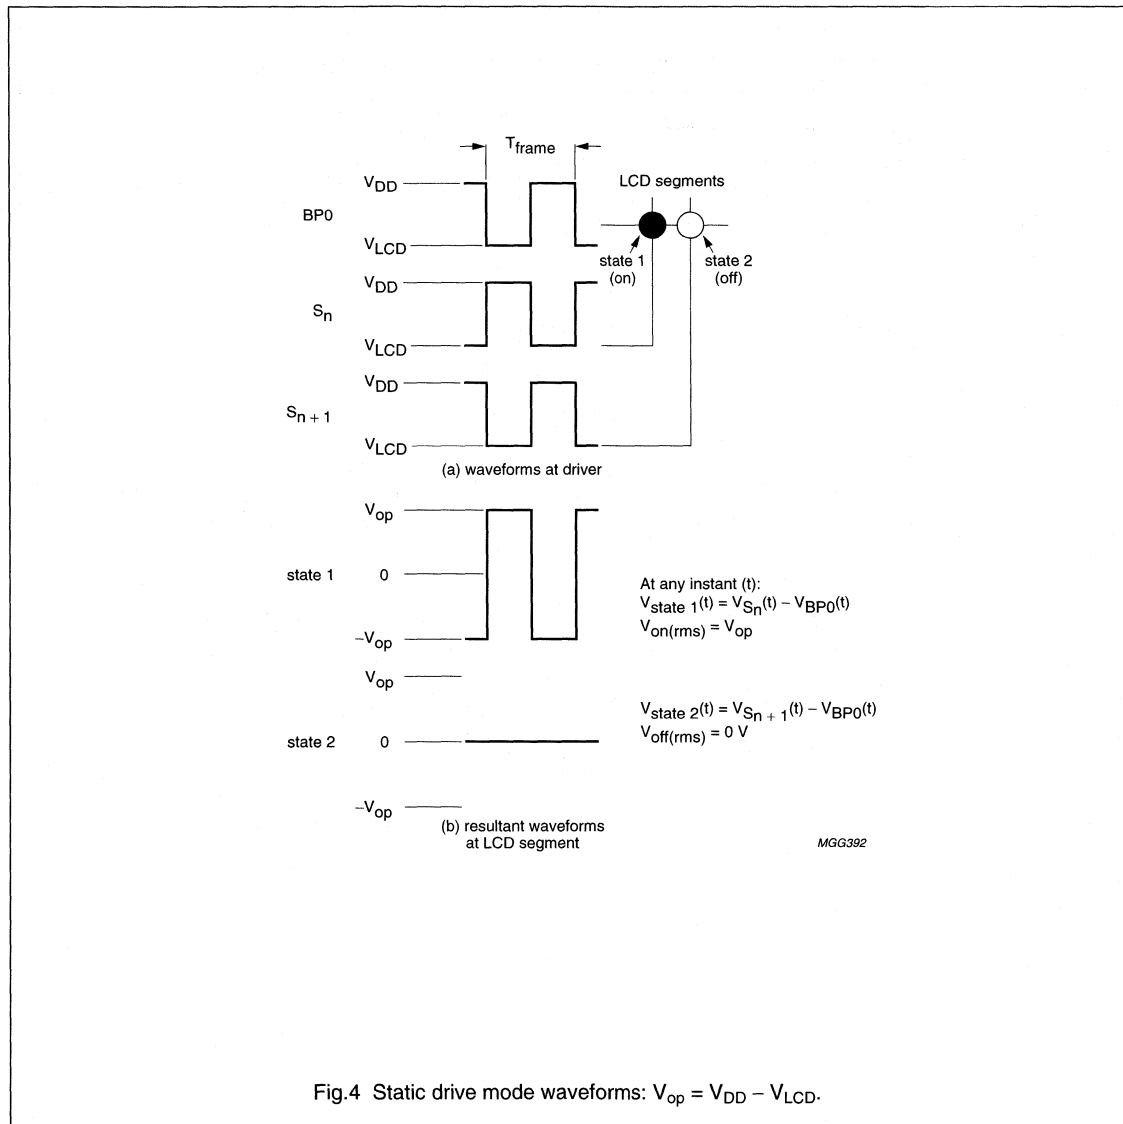 T_frame
V_DD
LCD segments
BP0
V_LCD
state 1
(on)
state 2
(off)
V_DD
S_n
V_LCD
V_DD
S_n + 1
V_LCD
(a) waveforms at driver
V_op
state 1
0
At any instant (t):
V_state 1(t) = V_Sn(t) – V_BP0(t)
V_on(rms) = V_op
–V_op
V_op
V_state 2(t) = V_Sn + 1(t) – V_BP0(t)
V_off(rms) = 0 V
state 2
0
–V_op
(b) resultant waveforms
at LCD segment
MGG392
Fig.4 Static drive mode waveforms: V_op = V_DD – V_LCD.